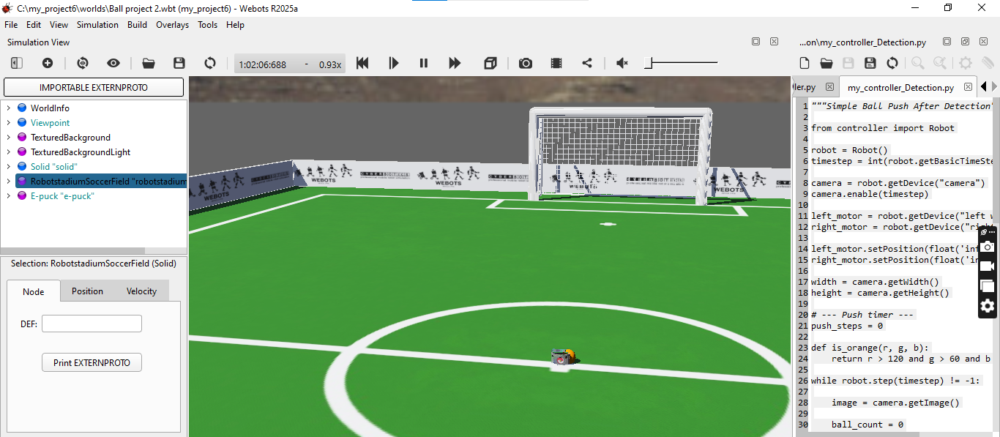 C:\my_project6\worlds\Ball project 2.wbt (my_project6) - Webots R2025a
File Edit View Simulation Build Overlays Tools Help
Simulation View
...on\my_controller_Detection.py
1:02:06:688 - 0.93x
IMPORTABLE EXTERNPROTO
WorldInfo
Viewpoint
TexturedBackground
TexturedBackgroundLight
Solid "solid"
RobotstadiumSoccerField "robotstadium
E-puck "e-puck"
Selection: RobotstadiumSoccerField (Solid)
Node Position Velocity
DEF:
Print EXTERNPROTO
WEBOTS
WEBOTS
WEBOTS
WEBOTS
WEBOTS
ler.py my_controller_Detection.py
1 """Simple Ball Push After Detection"
2
3 from controller import Robot
4
5 robot = Robot()
6 timestep = int(robot.getBasicTimeSte
7
8 camera = robot.getDevice("camera")
9 camera.enable(timestep)
10
11 left_motor = robot.getDevice("left w
12 right_motor = robot.getDevice("righ
13
14 left_motor.setPosition(float('inf
15 right_motor.setPosition(float('in
16
17 width = camera.getWidth()
18 height = camera.getHeight()
19
20 # --- Push timer ---
21 push_steps = 0
22
23 def is_orange(r, g, b):
24     return r > 120 and g > 60 and b
25
26 while robot.step(timestep) != -1:
27
28     image = camera.getImage()
29
30     ball_count = 0